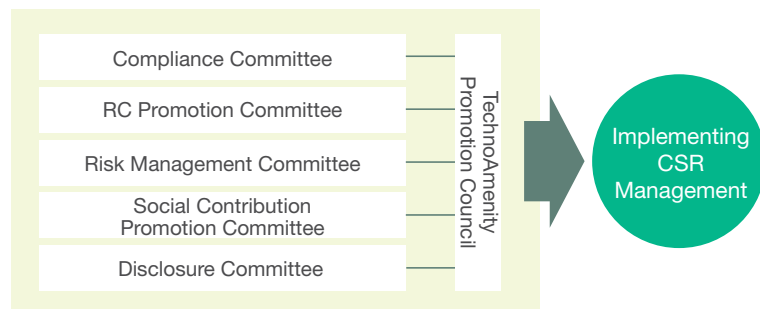 Compliance Committee
RC Promotion Committee
Risk Management Committee
Social Contribution
Promotion Committee
Disclosure Committee
TechnoAmenity
Promotion Council
Implementing
CSR
Management